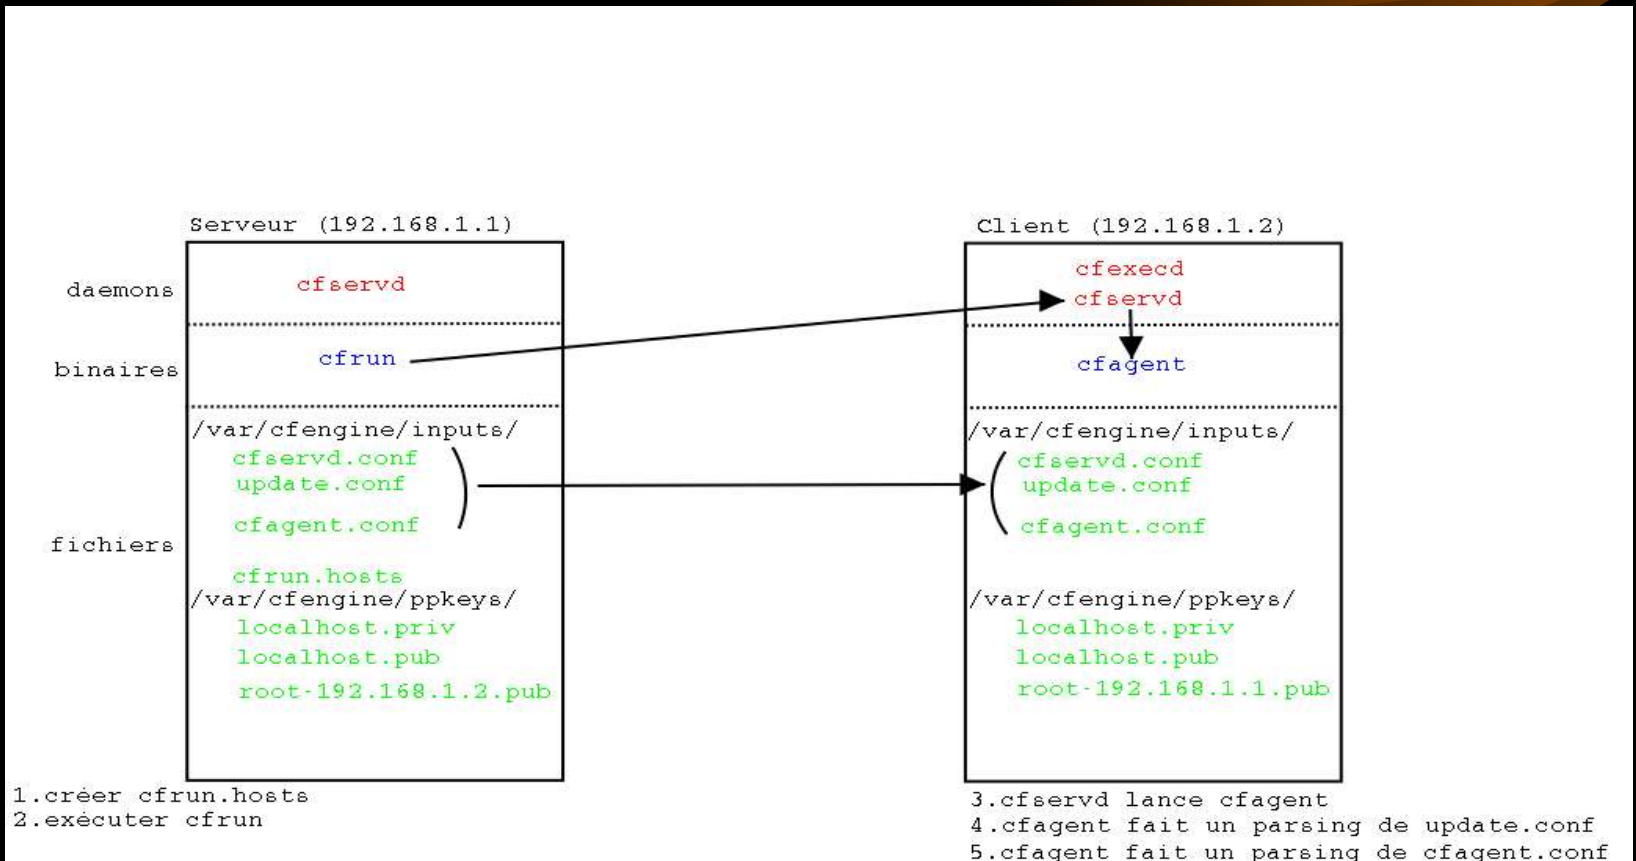 Serveur (192.168.1.1)
daemons
cfservd
binaires
cfrun
fichiers
/var/cfengine/inputs/
cfservd.conf
update.conf
cfagent.conf
cfrun.hosts
/var/cfengine/ppkeys/
localhost.priv
localhost.pub
root-192.168.1.2.pub
1.créer cfrun.hosts
2.exécuter cfrun
Client (192.168.1.2)
cfexecd
cfservd
cfagent
/var/cfengine/inputs/
cfservd.conf
update.conf
cfagent.conf
/var/cfengine/ppkeys/
localhost.priv
localhost.pub
root-192.168.1.1.pub
3.cfservd lance cfagent
4.cfagent fait un parsing de update.conf
5.cfagent fait un parsing de cfagent.conf